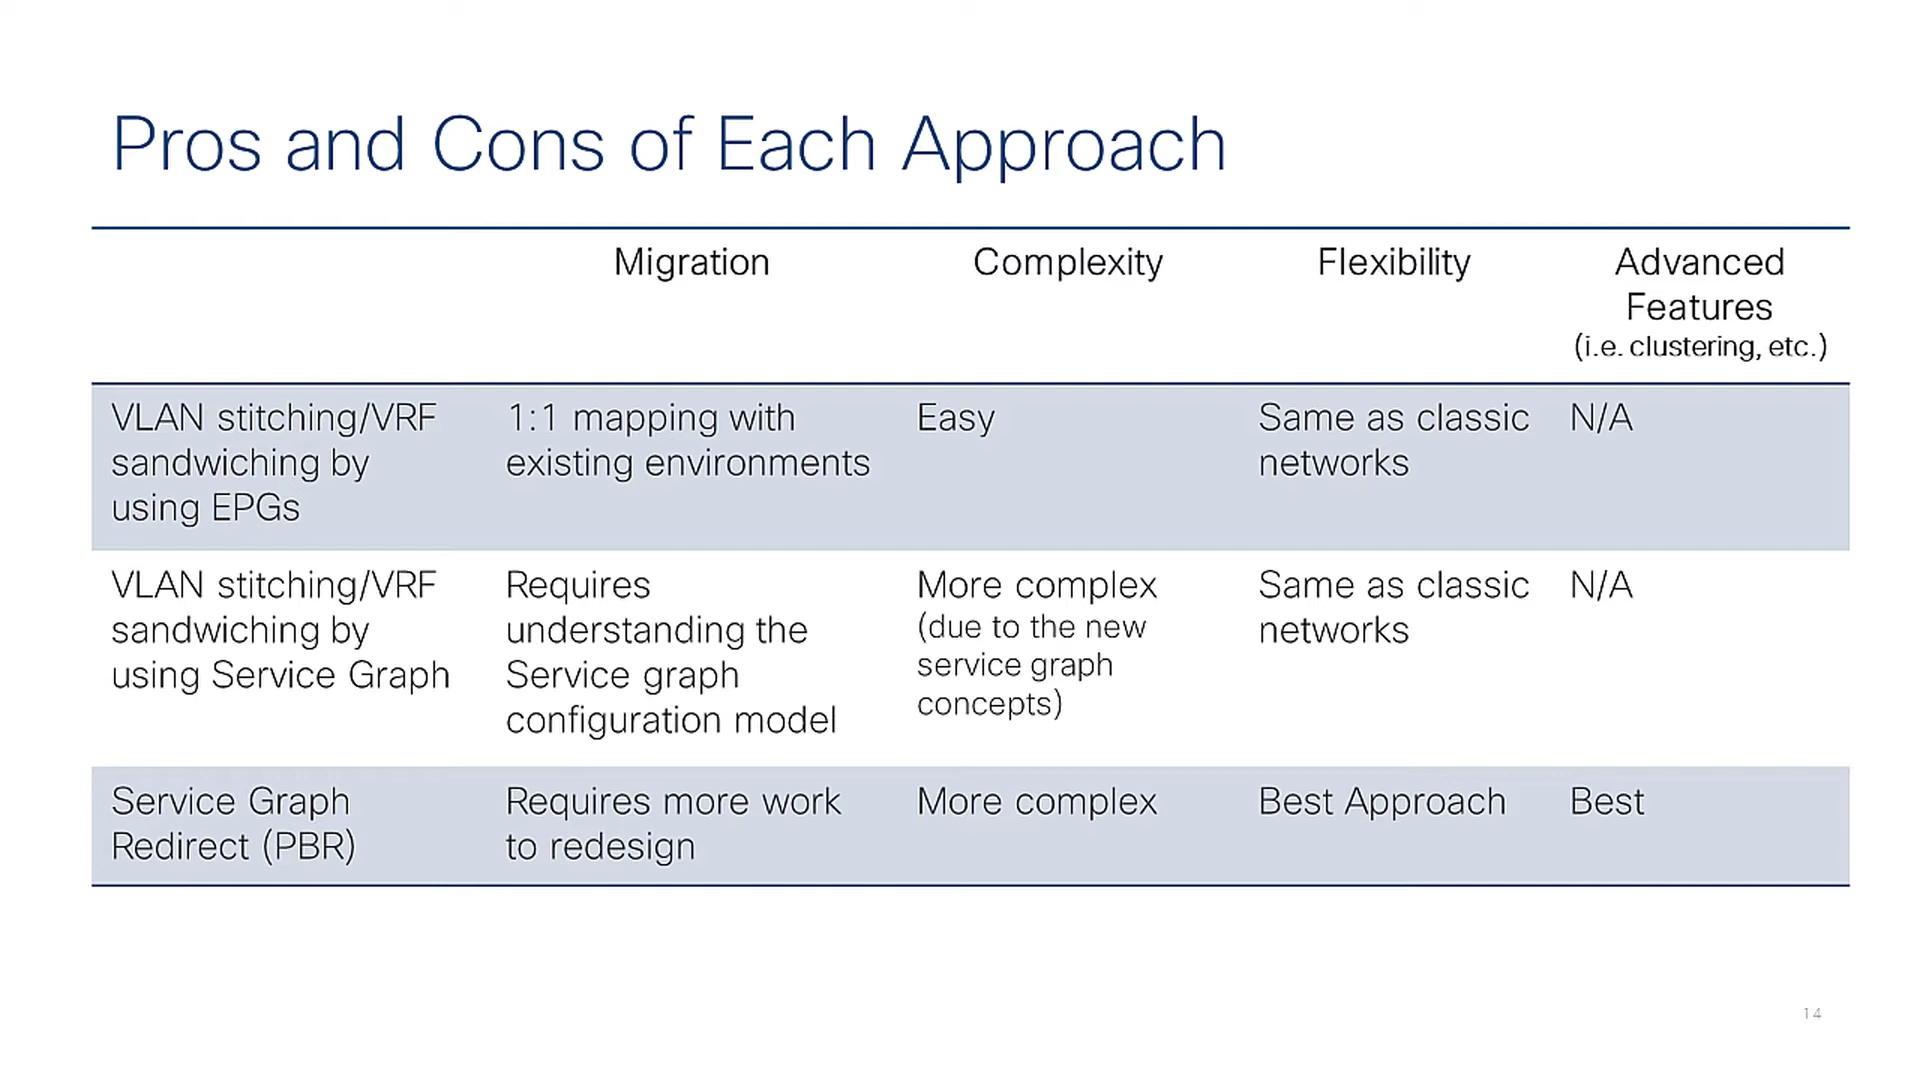 Pros and Cons of Each Approach
Migration
Complexity
Flexibility
Advanced
Features
(i.e. clustering, etc.)
VLAN stitching/VRF
sandwiching by
using EPGs
1:1 mapping with
existing environments
Easy
Same as classic
networks
N/A
VLAN stitching/VRF
sandwiching by
using Service Graph
Requires
understanding the
Service graph
configuration model
More complex
(due to the new
service graph
concepts)
Same as classic
networks
N/A
Service Graph
Redirect (PBR)
Requires more work
to redesign
More complex
Best Approach
Best
14